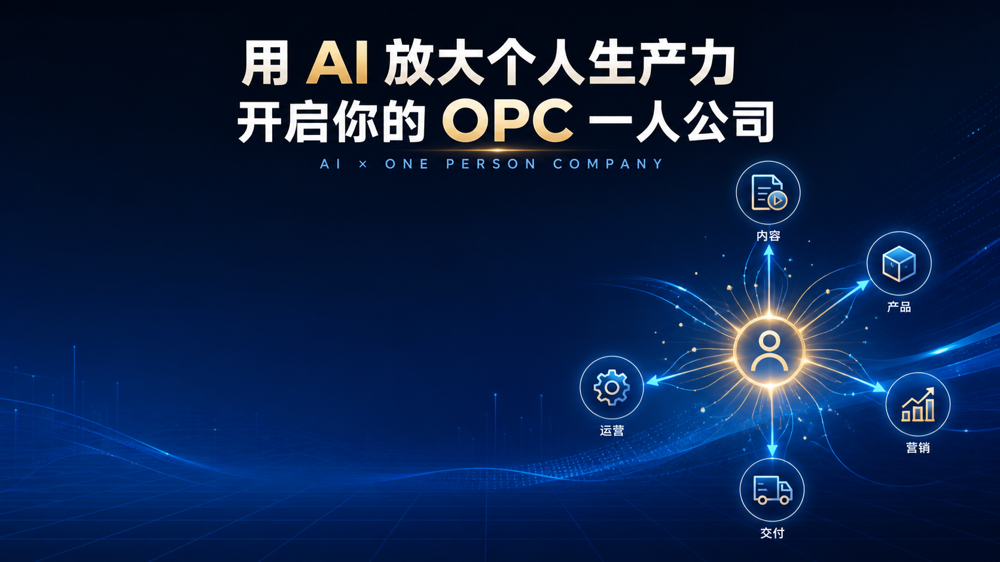 用 AI 放大个人生产力
开启你的 OPC 一人公司
AI × ONE PERSON COMPANY
内容
产品
运营
营销
交付